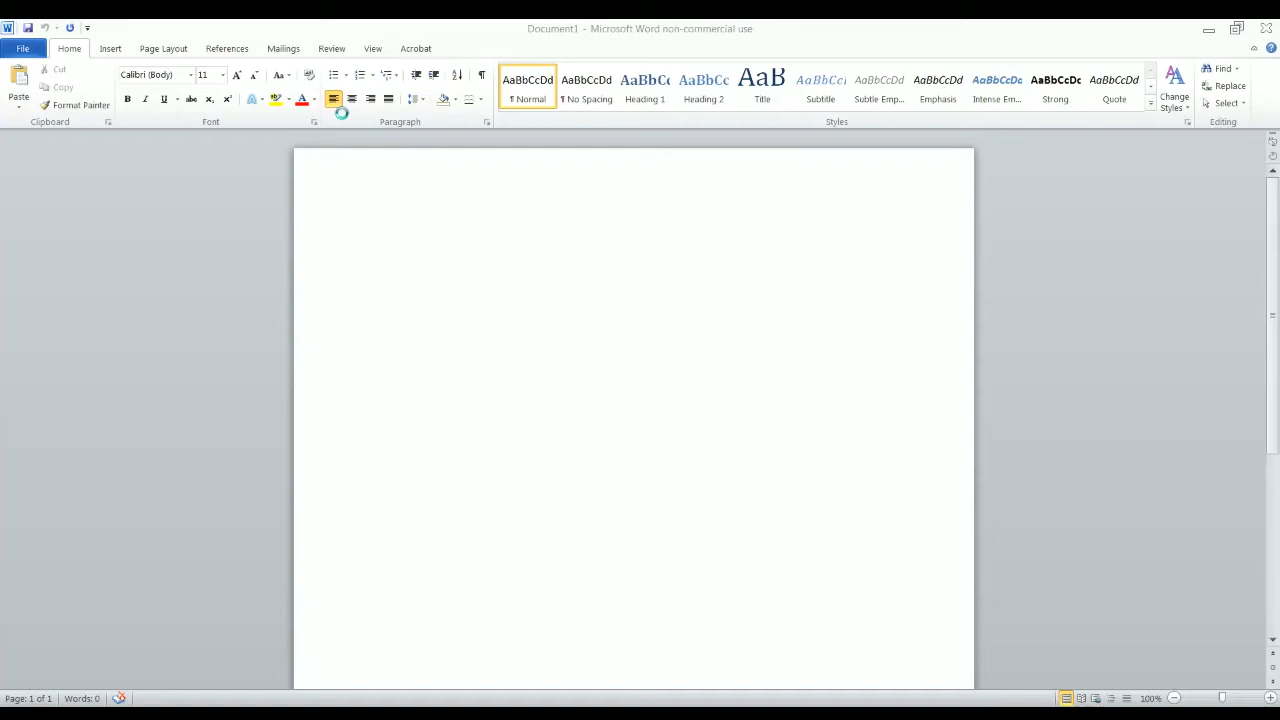 Document1 - Microsoft Word non-commercial use
File Home Insert Page Layout References Mailings Review View Acrobat
Paste
Cut
Copy
Format Painter
Clipboard
Calibri (Body) 11
Font
Paragraph
AaBbCcDd AaBbCcDd AaBbCc AaBbCc AaB AaBbCcI AaBbCcDd AaBbCcDd AaBbCcDc AaBbCcDc AaBbCcDd
¶ Normal ¶ No Spacing Heading 1 Heading 2 Title Subtitle Subtle Emp... Emphasis Intense Em... Strong Quote
Styles
Change
Styles
Find
Replace
Select
Editing
Page: 1 of 1 Words: 0 100%